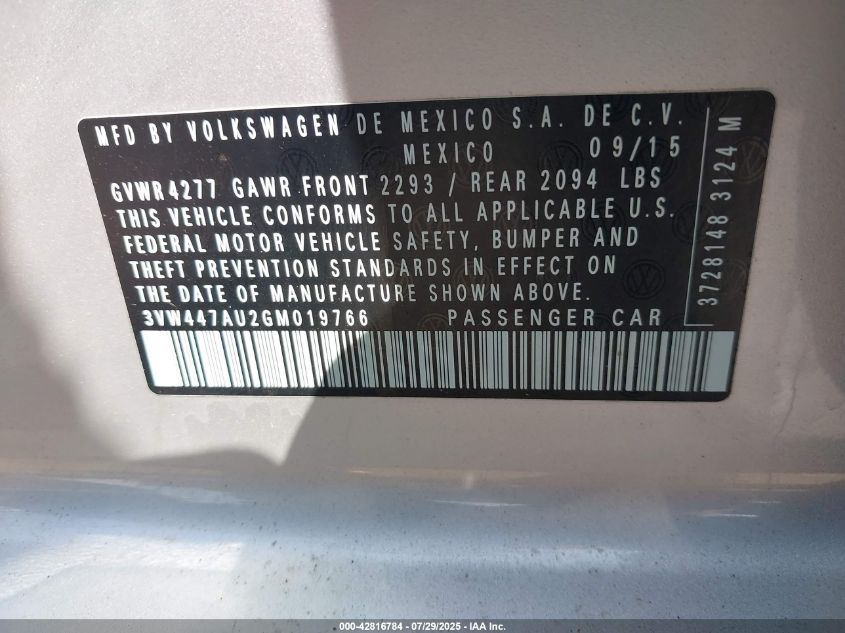 MFD BY VOLKSWAGEN DE MEXICO S.A. DE C.V.
MEXICO 09/15
GVWR 4277 GAWR FRONT 2293 / REAR 2094 LBS
THIS VEHICLE CONFORMS TO ALL APPLICABLE U.S.
FEDERAL MOTOR VEHICLE SAFETY, BUMPER AND
THEFT PREVENTION STANDARDS IN EFFECT ON
THE DATE OF MANUFACTURE SHOWN ABOVE.
3VW447AU2GM019766 PASSENGER CAR
3728148 3124 M
000-42816784 - 07/29/2025 - IAA Inc.